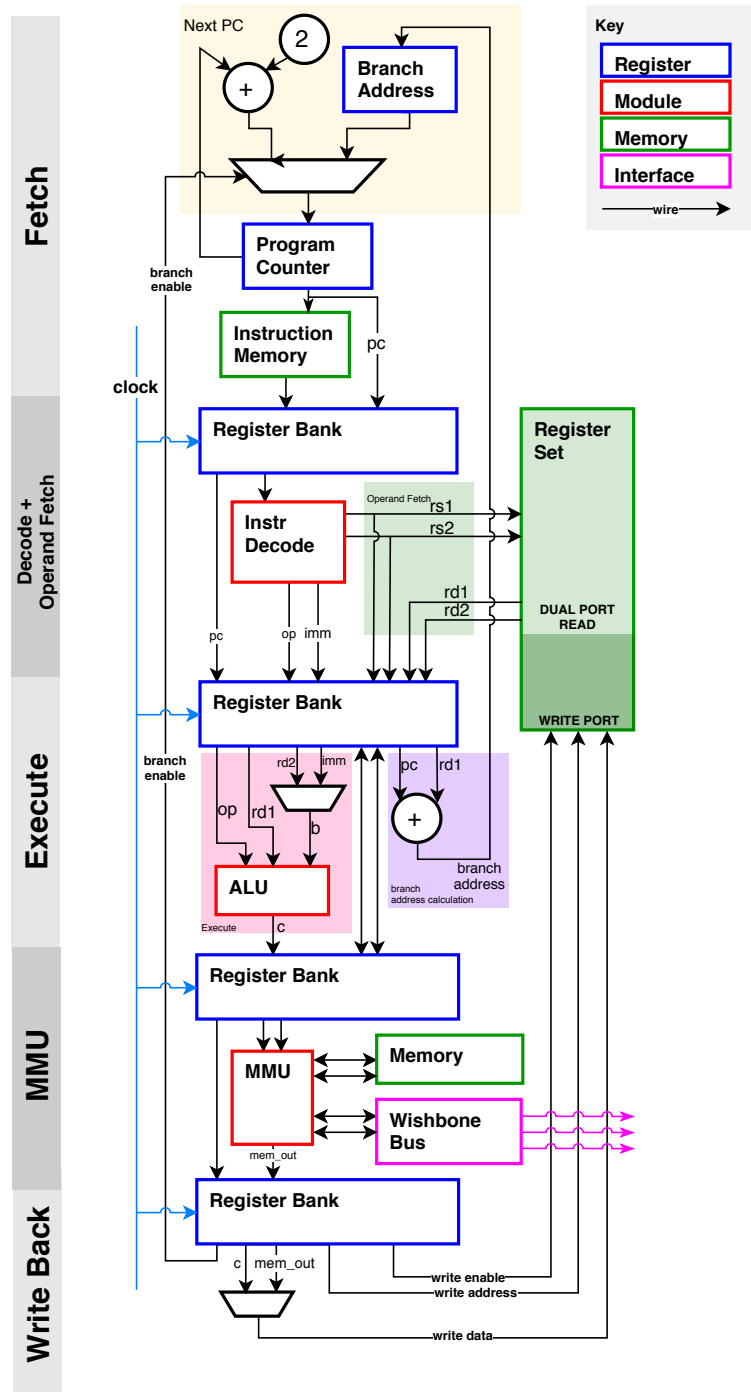 Next PC
2
+
Branch
Address
Key
Register
Module
Memory
Interface
wire
Fetch
Program
Counter
branch
enable
Instruction
Memory
pc
clock
Decode +
Operand Fetch
Register Bank
Register
Set
Operand Fetch
rs1
rs2
Instr
Decode
rd1
rd2
DUAL PORT
READ
pc
op
imm
WRITE PORT
Execute
Register Bank
branch
enable
rd2
imm
pc
rd1
op
rd1
b
+
ALU
branch
address
branch
address calculation
Execute
c
MMU
Register Bank
MMU
Memory
Wishbone
Bus
mem_out
Write Back
Register Bank
c
mem_out
write enable
write address
write data